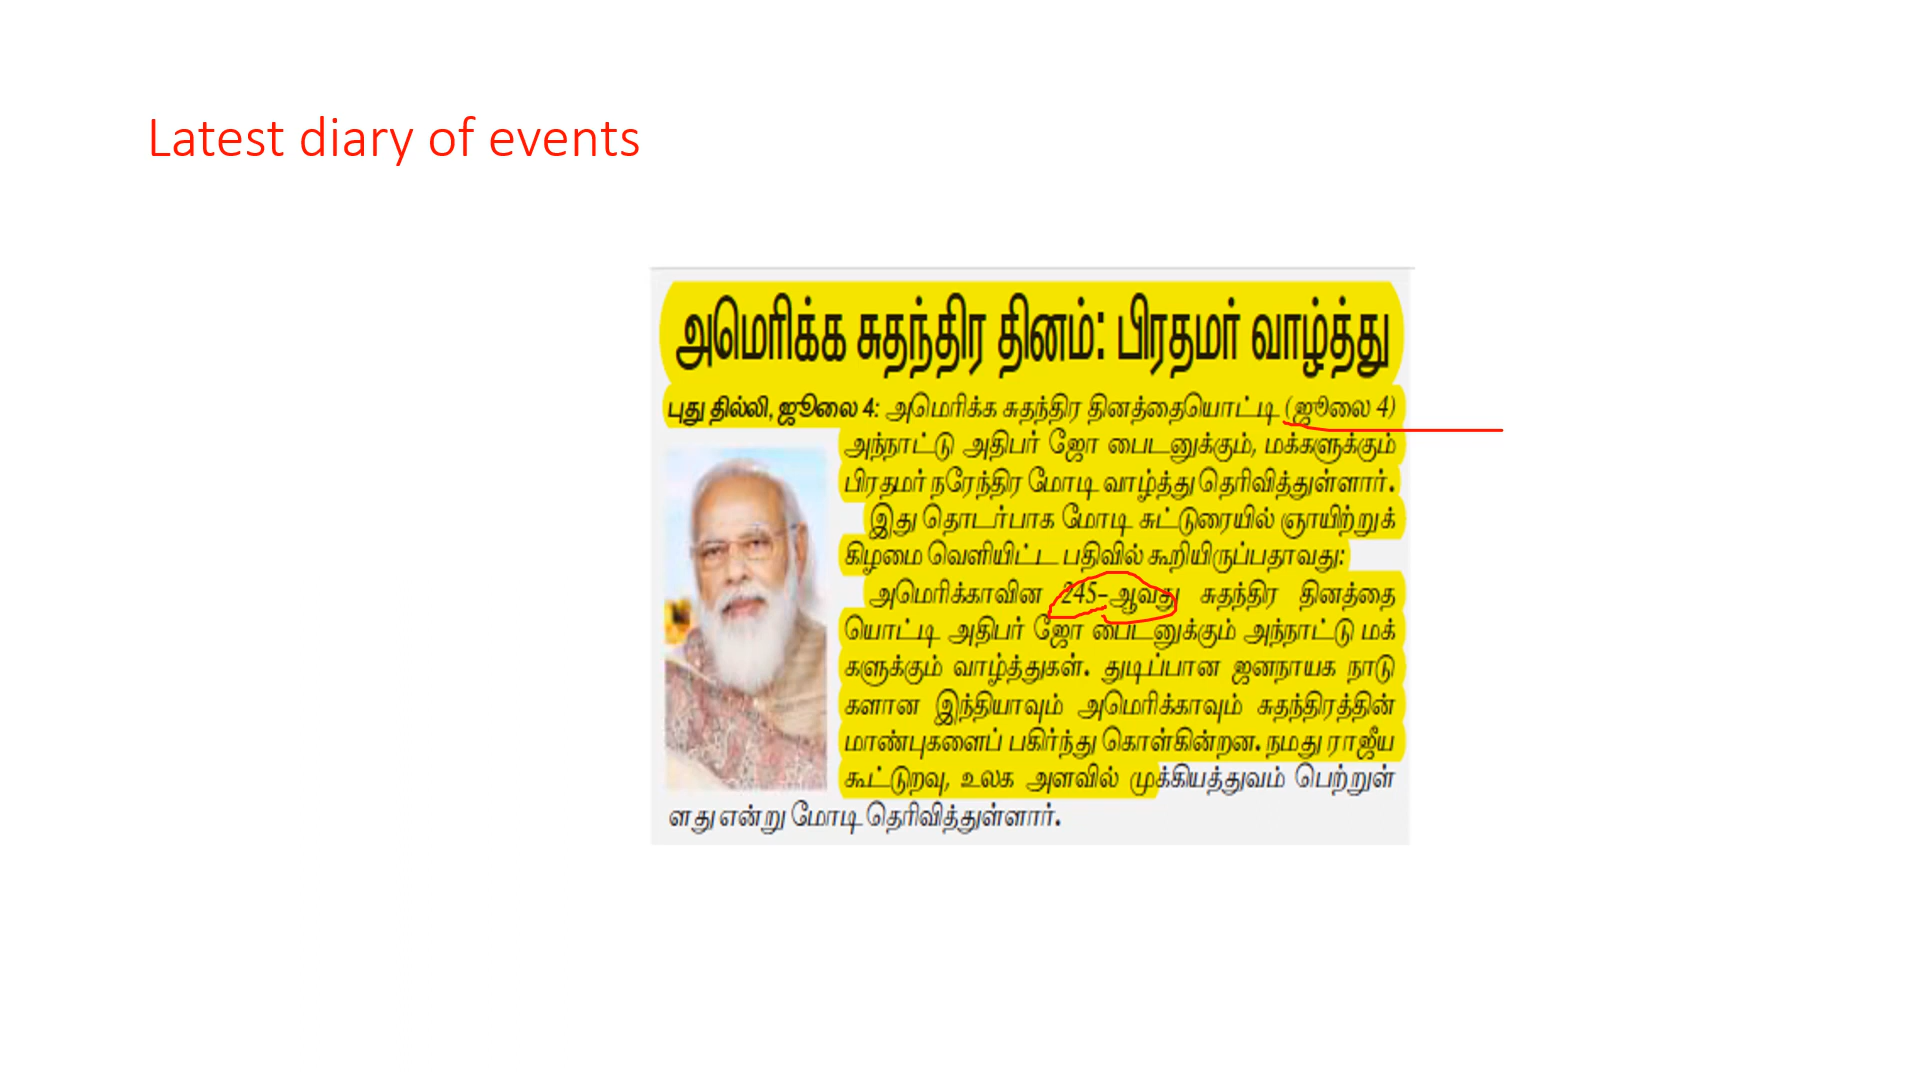 Latest diary of events
அமெரிக்க சுதந்திர தினம்: பிரதமர் வாழ்த்து
புது தில்லி, ஜூலை 4: அமெரிக்க சுதந்திர தினத்தையொட்டி (ஜூலை 4)
அந்நாட்டு அதிபர் ஜோ பைடனுக்கும், மக்களுக்கும்
பிரதமர் நரேந்திர மோடி வாழ்த்து தெரிவித்துள்ளார்.
இது தொடர்பாக மோடி சுட்டுரையில் ஞாயிற்றுக்
கிழமை வெளியிட்ட பதிவில் கூறியிருப்பதாவது:
அமெரிக்காவின 245-ஆவது சுதந்திர தினத்தை
யொட்டி அதிபர் ஜோ பைடனுக்கும் அந்நாட்டு மக்
களுக்கும் வாழ்த்துகள். துடிப்பான ஜனநாயக நாடு
களான இந்தியாவும் அமெரிக்காவும் சுதந்திரத்தின்
மாண்புகளைப் பகிர்ந்து கொள்கின்றன. நமது ராஜீய
கூட்டுறவு, உலக அளவில் முக்கியத்துவம் பெற்றுள்
ளது என்று மோடி தெரிவித்துள்ளார்.